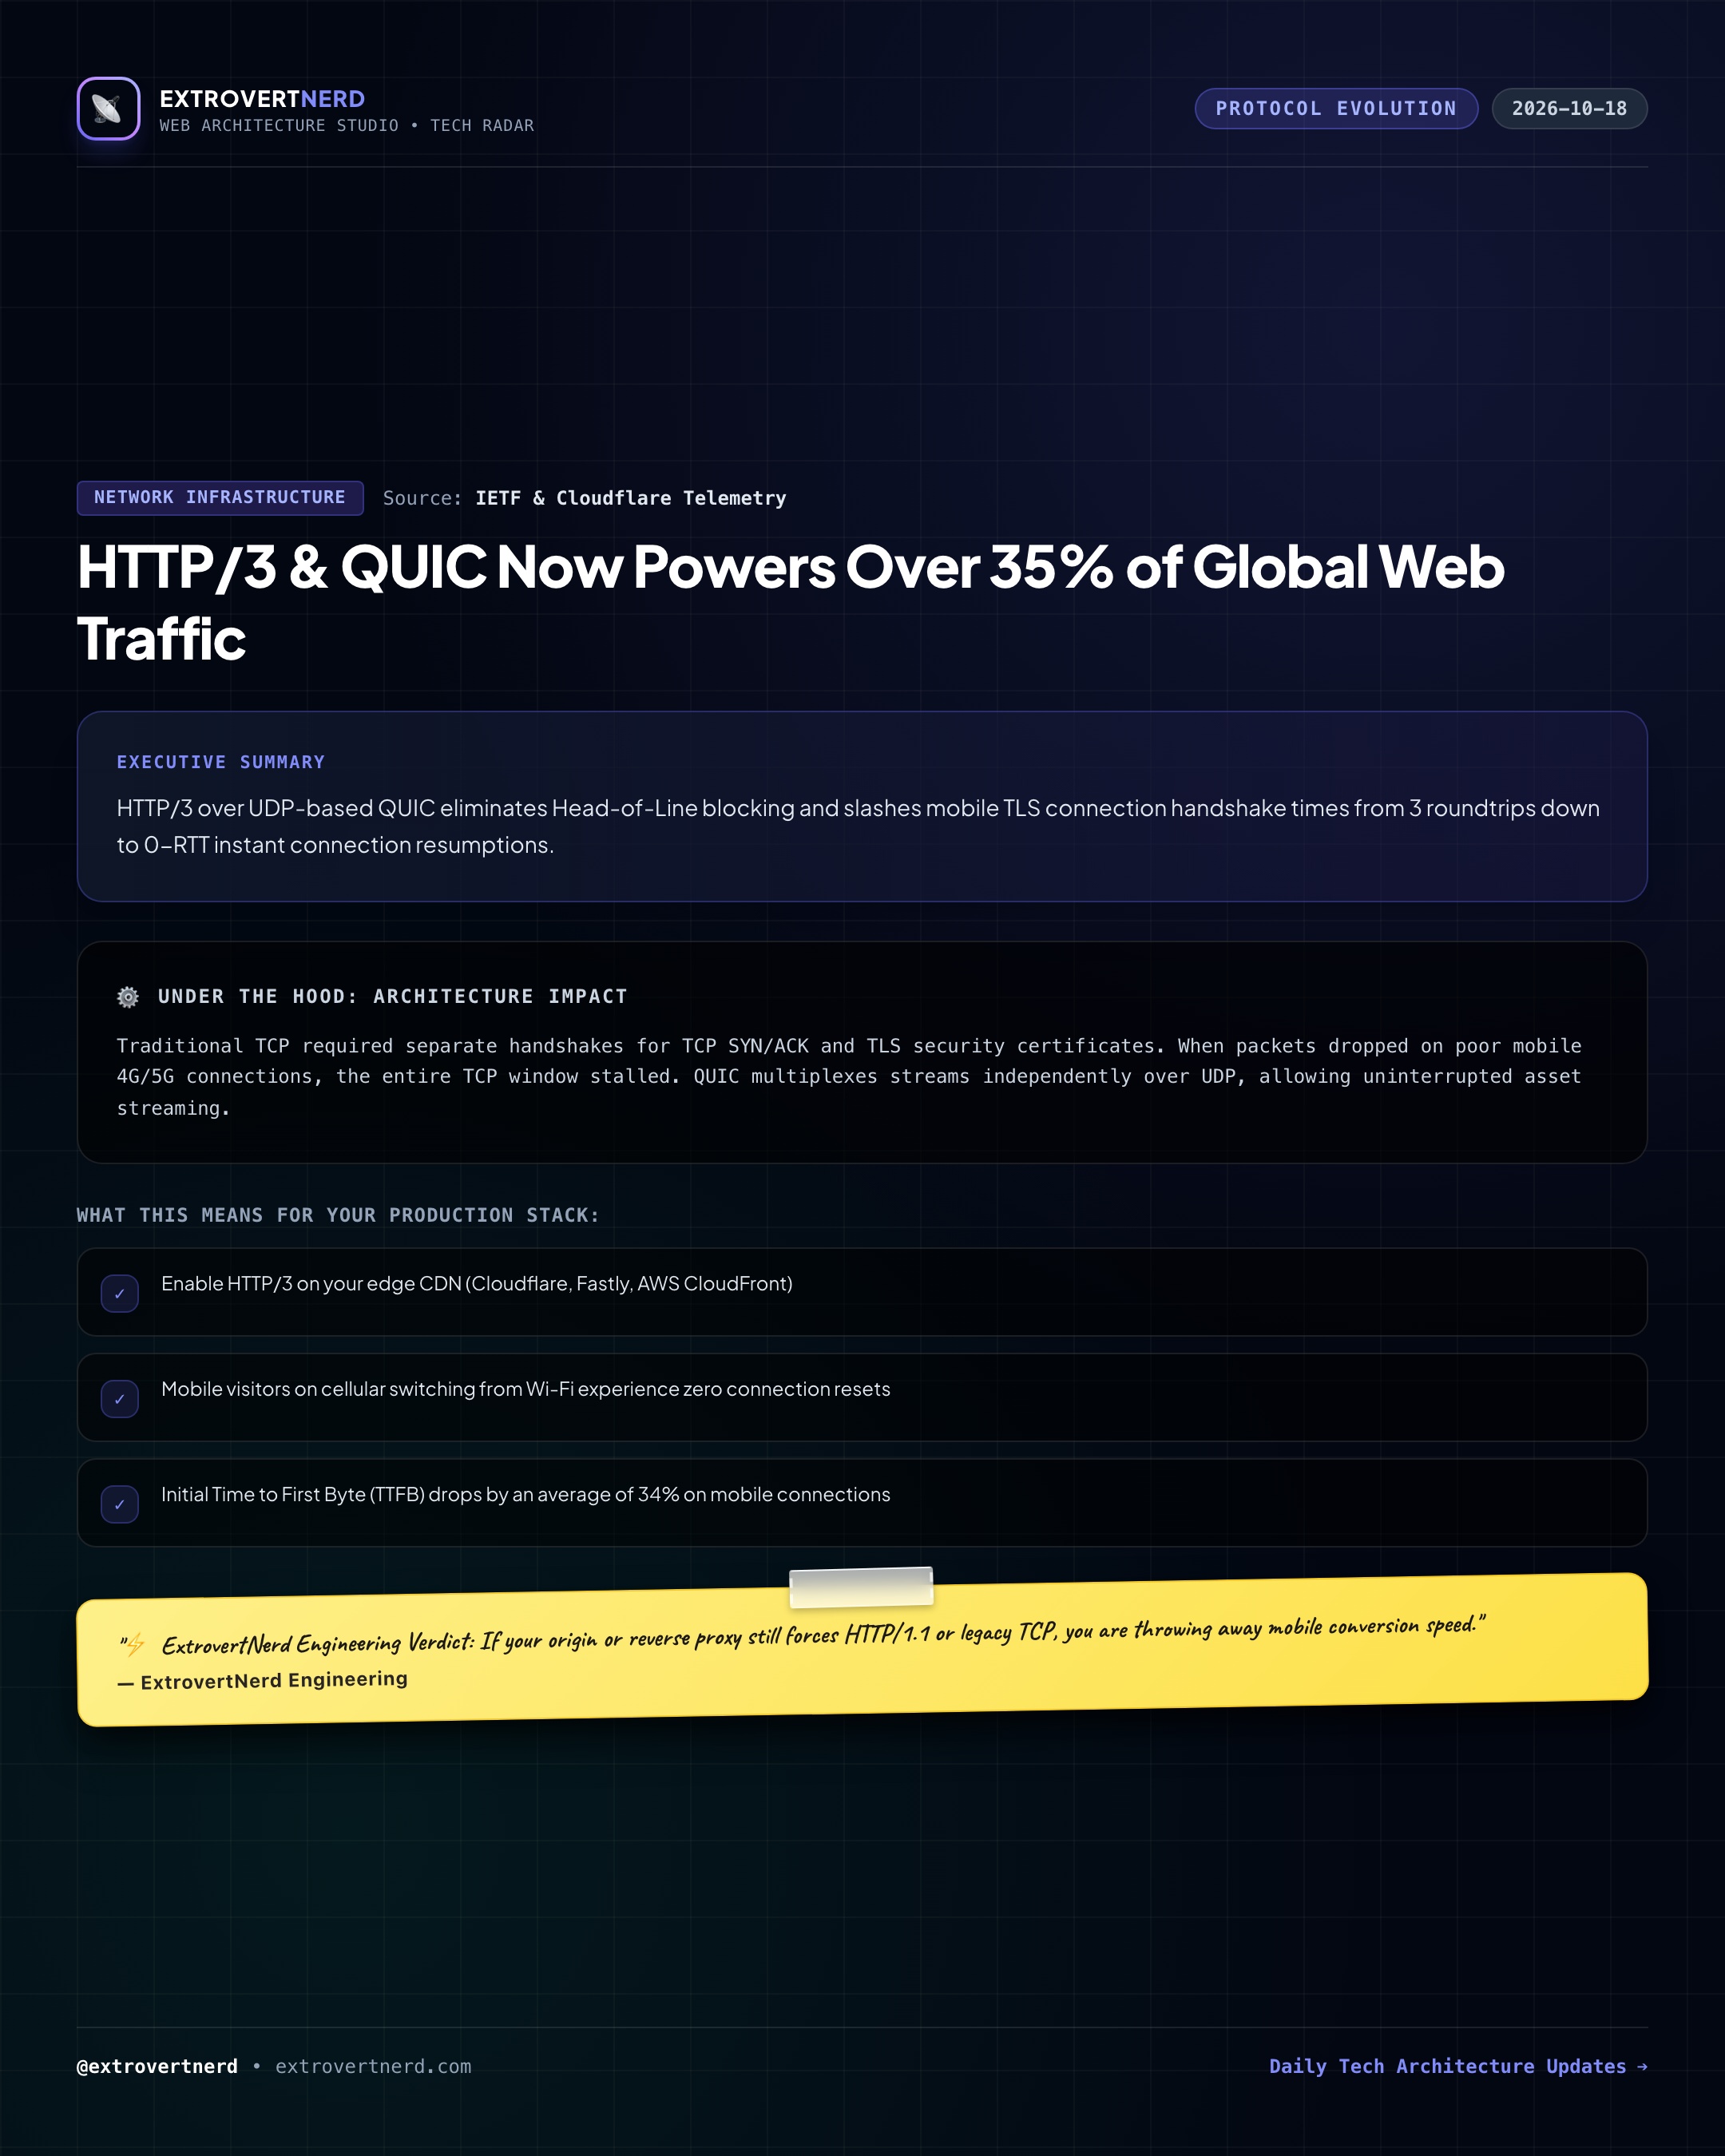 EXTROVERTNERD
WEB ARCHITECTURE STUDIO • TECH RADAR
PROTOCOL EVOLUTION
2026-10-18
NETWORK INFRASTRUCTURE
Source: IETF & Cloudflare Telemetry
HTTP/3 & QUIC Now Powers Over 35% of Global Web
Traffic
EXECUTIVE SUMMARY
HTTP/3 over UDP-based QUIC eliminates Head-of-Line blocking and slashes mobile TLS connection handshake times from 3 roundtrips down
to 0-RTT instant connection resumptions.
⚙️ UNDER THE HOOD: ARCHITECTURE IMPACT
Traditional TCP required separate handshakes for TCP SYN/ACK and TLS security certificates. When packets dropped on poor mobile
4G/5G connections, the entire TCP window stalled. QUIC multiplexes streams independently over UDP, allowing uninterrupted asset
streaming.
WHAT THIS MEANS FOR YOUR PRODUCTION STACK:
✓ Enable HTTP/3 on your edge CDN (Cloudflare, Fastly, AWS CloudFront)
✓ Mobile visitors on cellular switching from Wi-Fi experience zero connection resets
✓ Initial Time to First Byte (TTFB) drops by an average of 34% on mobile connections
"⚡ ExtrovertNerd Engineering Verdict: If your origin or reverse proxy still forces HTTP/1.1 or legacy TCP, you are throwing away mobile conversion speed."
— ExtrovertNerd Engineering
@extrovertnerd • extrovertnerd.com
Daily Tech Architecture Updates →